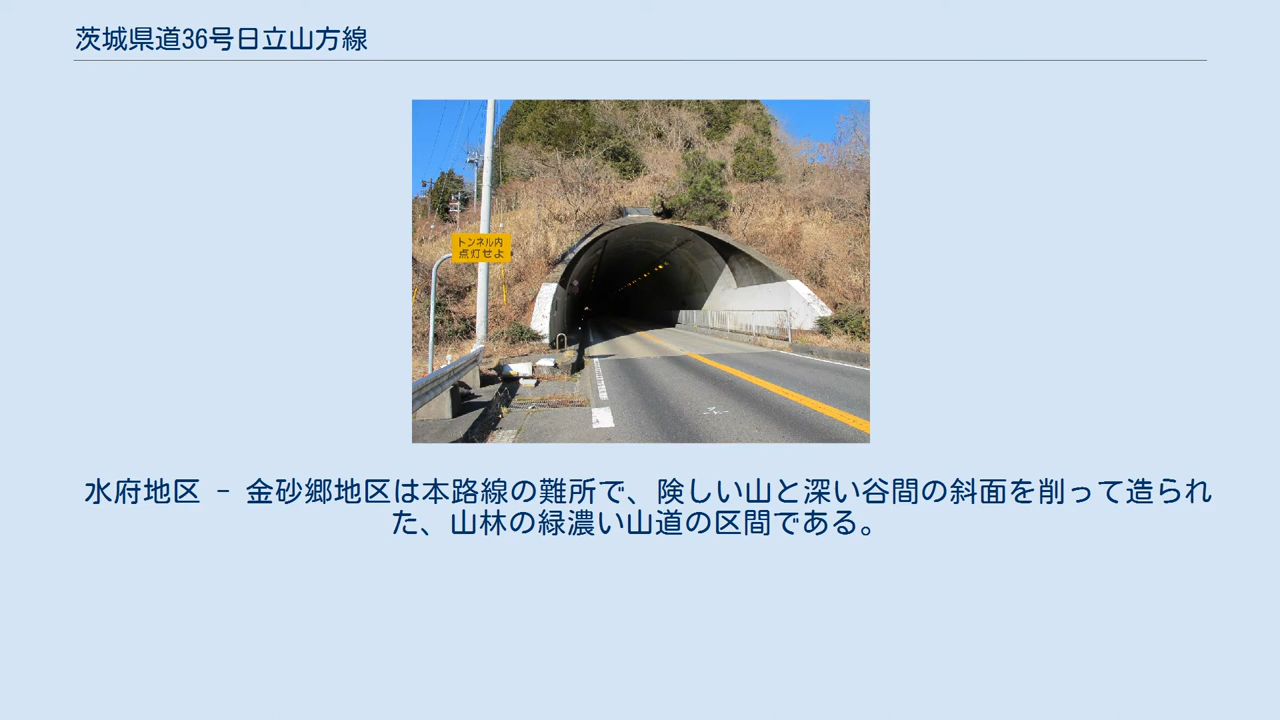 茨城県道36号日立山方線
トンネル内
点灯せよ
水府地区 - 金砂郷地区は本路線の難所で、険しい山と深い谷間の斜面を削って造られ
た、山林の緑濃い山道の区間である。